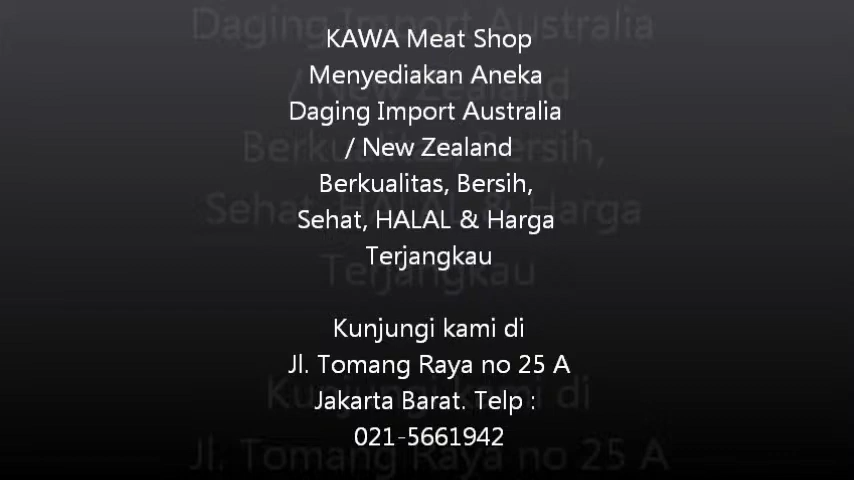 KAWA Meat Shop
Menyediakan Aneka
Daging Import Australia
/ New Zealand
Berkualitas, Bersih,
Sehat, HALAL & Harga
Terjangkau
Kunjungi kami di
Jl. Tomang Raya no 25 A
Jakarta Barat. Telp :
021-5661942